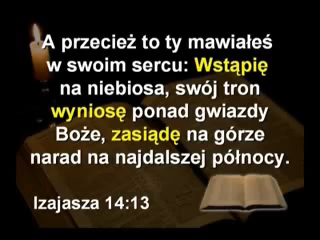 A przecież to ty mawiałeś
w swoim sercu: Wstąpię
na niebiosa, swój tron
wyniosę ponad gwiazdy
Boże, zasiądę na górze
narad na najdalszej północy.
Izajasza 14:13